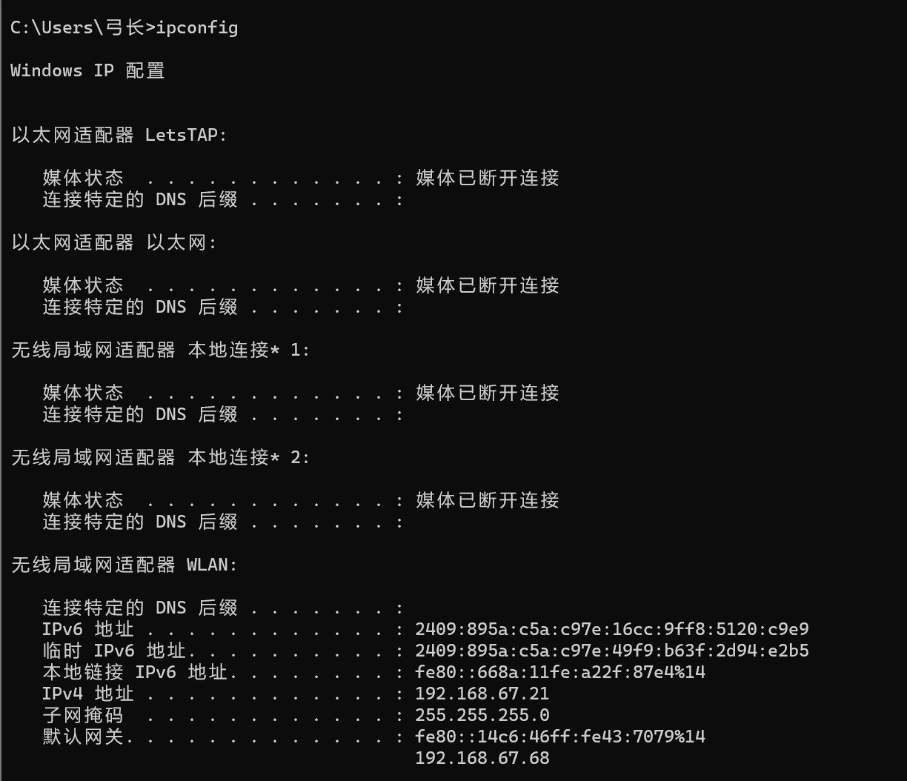 C:\Users\弓长>ipconfig
Windows IP 配置
以太网适配器 LetsTAP:
媒体状态  . . . . . . . . . . . . : 媒体已断开连接
连接特定的 DNS 后缀 . . . . . . . :
以太网适配器 以太网:
媒体状态  . . . . . . . . . . . . : 媒体已断开连接
连接特定的 DNS 后缀 . . . . . . . :
无线局域网适配器 本地连接* 1:
媒体状态  . . . . . . . . . . . . : 媒体已断开连接
连接特定的 DNS 后缀 . . . . . . . :
无线局域网适配器 本地连接* 2:
媒体状态  . . . . . . . . . . . . : 媒体已断开连接
连接特定的 DNS 后缀 . . . . . . . :
无线局域网适配器 WLAN:
连接特定的 DNS 后缀 . . . . . . . :
IPv6 地址 . . . . . . . . . . . . : 2409:895a:c5a:c97e:16cc:9ff8:5120:c9e9
临时 IPv6 地址. . . . . . . . . . : 2409:895a:c5a:c97e:49f9:b63f:2d94:e2b5
本地链接 IPv6 地址. . . . . . . . : fe80::668a:11fe:a22f:87e4%14
IPv4 地址 . . . . . . . . . . . . : 192.168.67.21
子网掩码  . . . . . . . . . . . . : 255.255.255.0
默认网关. . . . . . . . . . . . . : fe80::14c6:46ff:fe43:7079%14
192.168.67.68